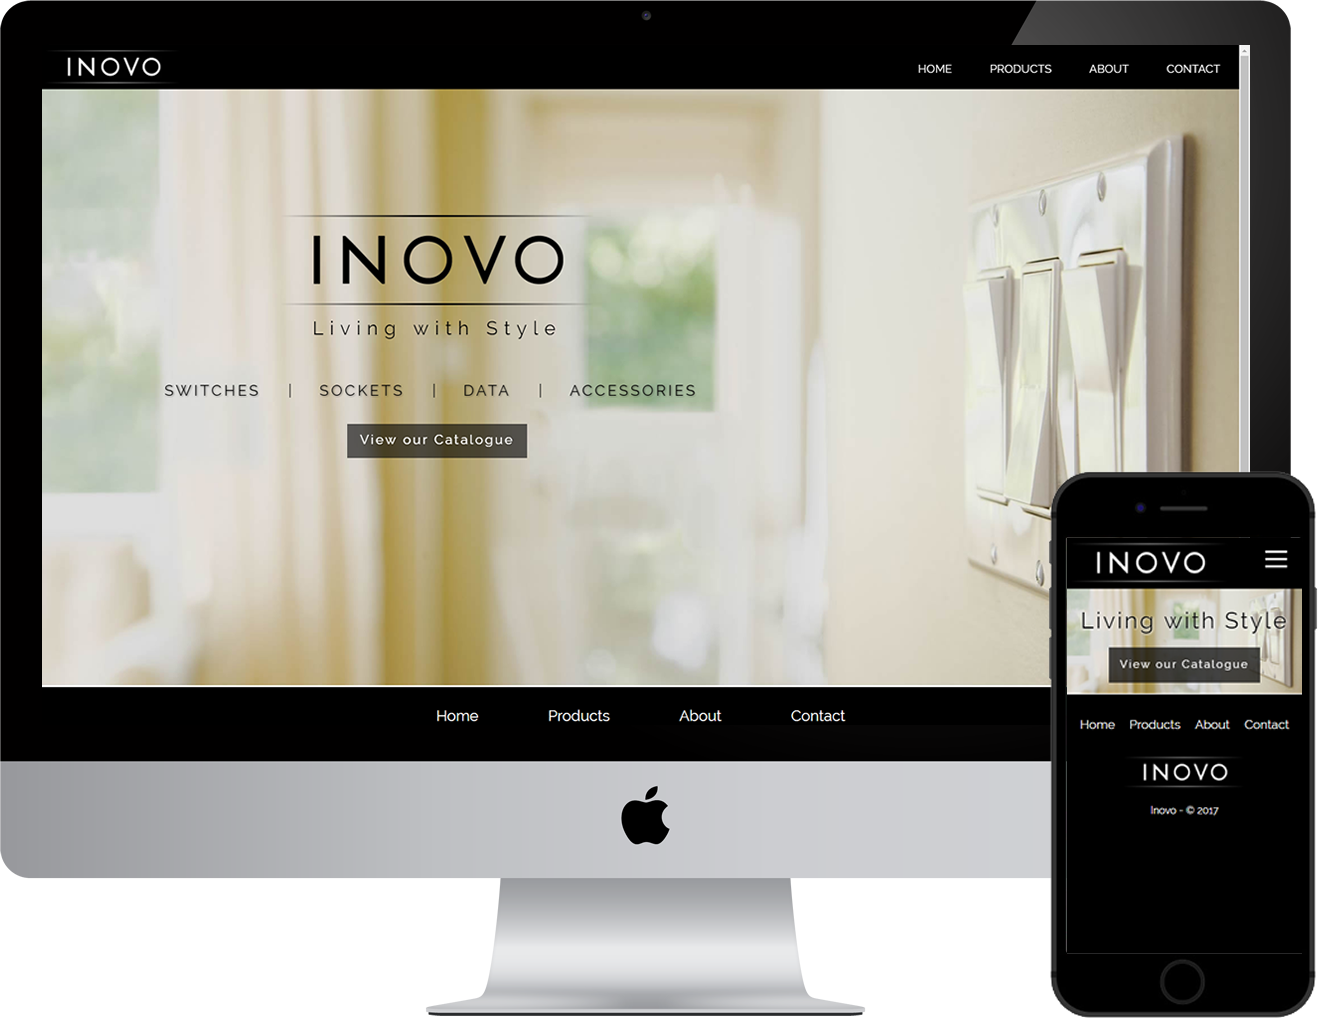 INOVO
HOME PRODUCTS ABOUT CONTACT
INOVO
Living with Style
SWITCHES | SOCKETS | DATA | ACCESSORIES
View our Catalogue
Home Products About Contact
INOVO
Living with Style
View our Catalogue
Home Products About Contact
INOVO
Inovo - © 2017